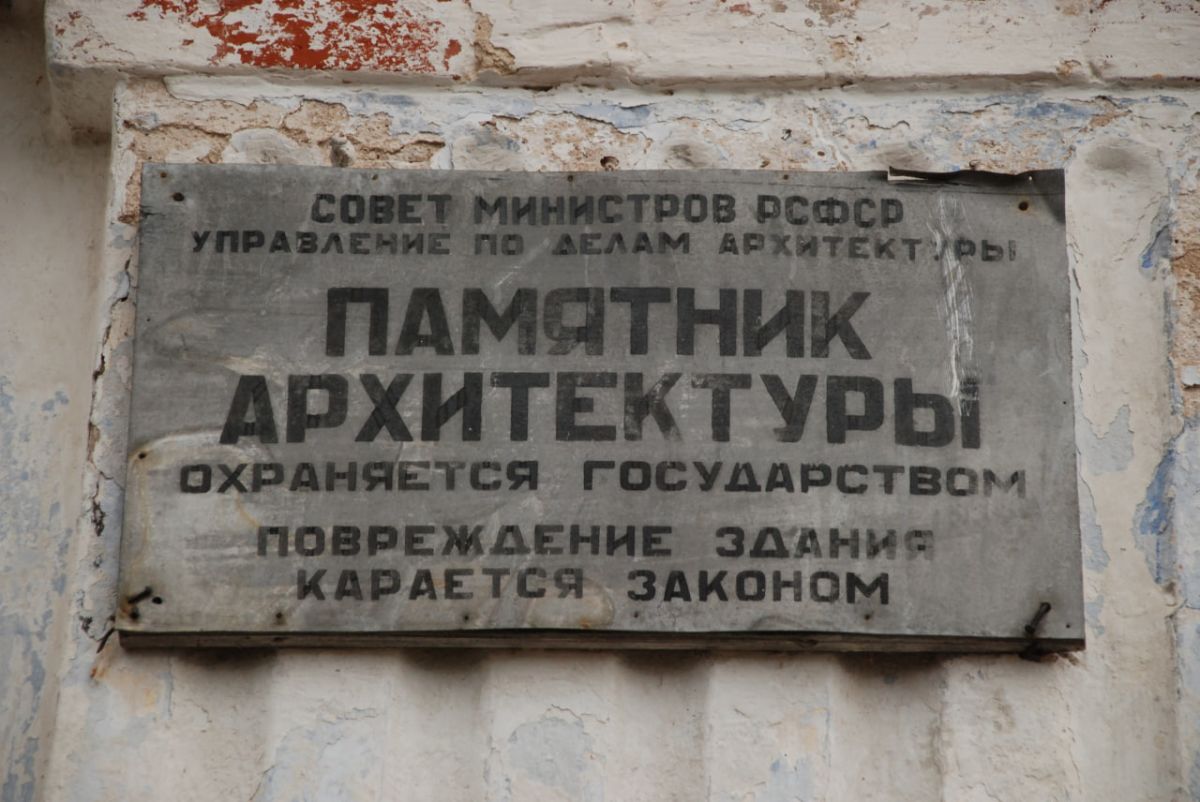 СОВЕТ МИНИСТРОВ РСФСР
УПРАВЛЕНИЕ ПО ДЕЛАМ АРХИТЕКТУРЫ
ПАМЯТНИК
АРХИТЕКТУРЫ
ОХРАНЯЕТСЯ ГОСУДАРСТВОМ
ПОВРЕЖДЕНИЕ ЗДАНИЯ
КАРАЕТСЯ ЗАКОНОМ